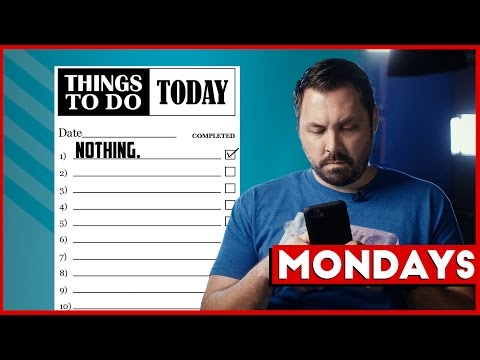 THINGS
TO DO
TODAY
Date
COMPLETED
1) NOTHING.
2)
3)
4)
5)
6)
7)
8)
9)
10)
MONDAYS